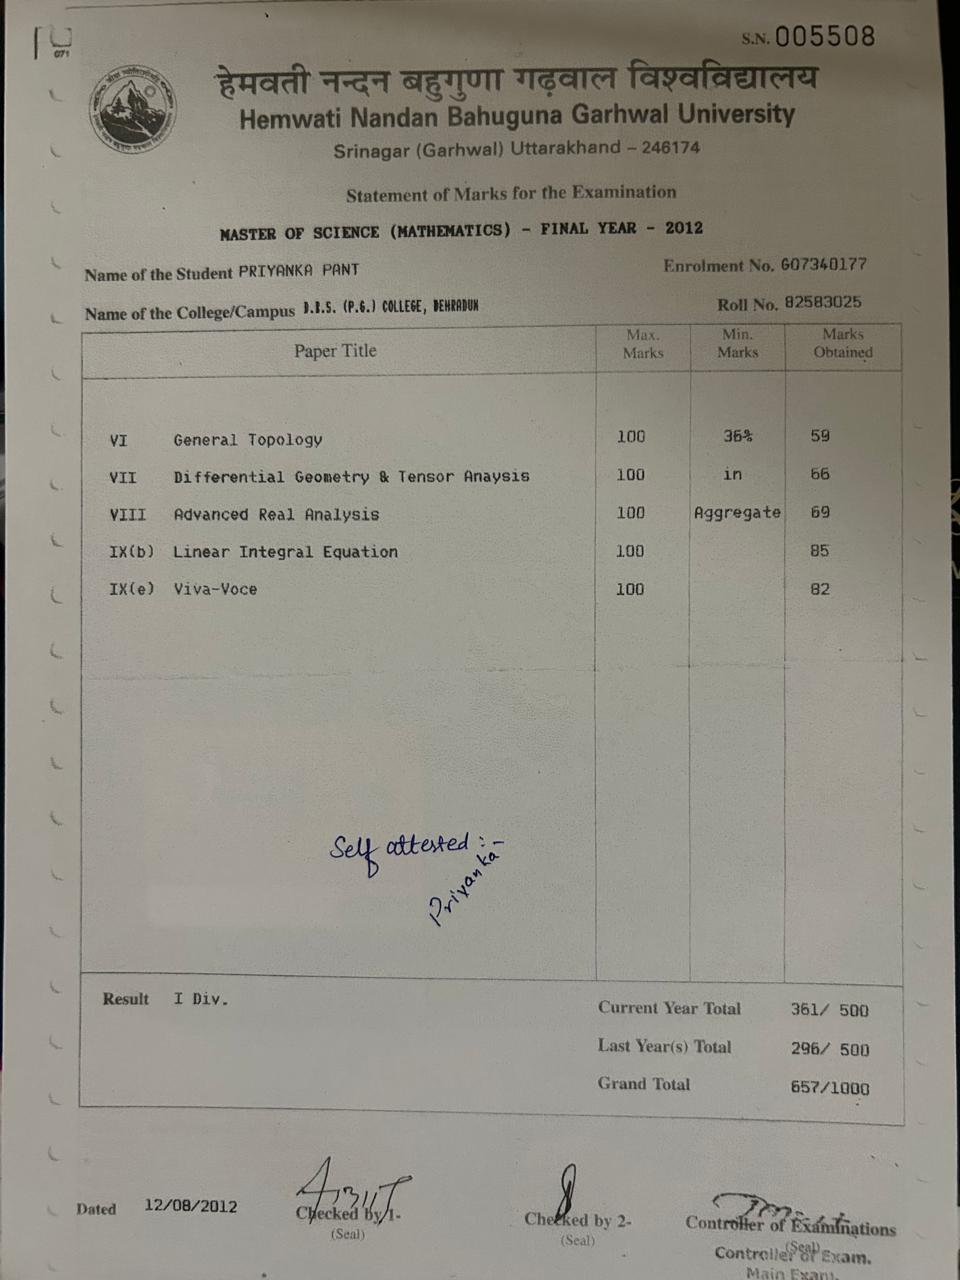 S.N. 005508
071
हेमवती नन्दन बहुगुणा गढ़वाल विश्वविद्यालय
Hemwati Nandan Bahuguna Garhwal University
Srinagar (Garhwal) Uttarakhand – 246174
Statement of Marks for the Examination
MASTER OF SCIENCE (MATHEMATICS) - FINAL YEAR - 2012
Name of the Student PRIYANKA PANT Enrolment No. G07340177
Name of the College/Campus D.B.S. (P.G.) COLLEGE, DEHRADUN Roll No. 82583025
Paper Title Max. Marks Min. Marks Marks Obtained
VI General Topology 100 36% 59
VII Differential Geometry & Tensor Anaysis 100 in 66
VIII Advanced Real Analysis 100 Aggregate 69
IX(b) Linear Integral Equation 100 85
IX(e) Viva-Voce 100 82
Self attested :-
Priyanka
Result I Div. Current Year Total 361/ 500
Last Year(s) Total 296/ 500
Grand Total 657/1000
Dated 12/08/2012 Checked by 1- Checked by 2- Controller of Examinations
(Seal) (Seal) (Seal)
Controller of Exam.
Main Exam.